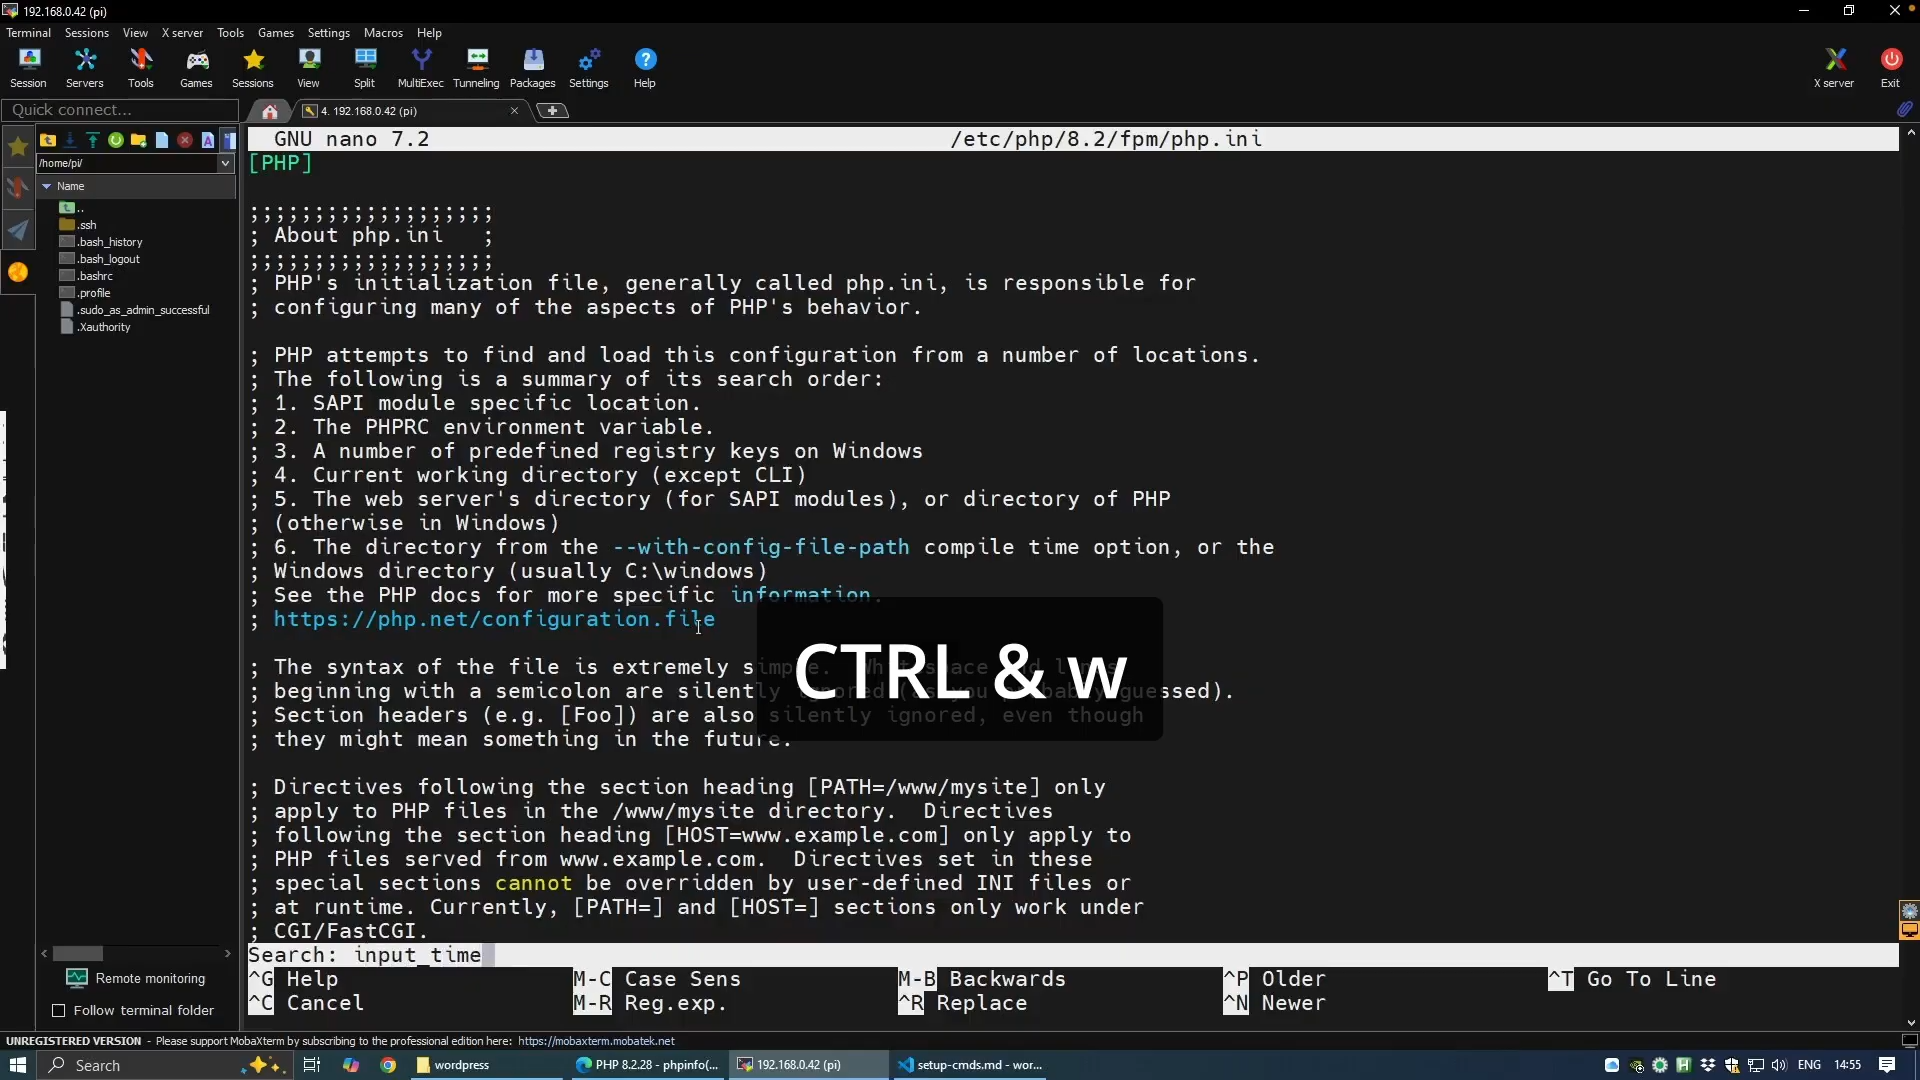 192.168.0.42 (pi)
Terminal Sessions View X server Tools Games Settings Macros Help
Session Servers Tools Games Sessions View Split MultiExec Tunneling Packages Settings Help X server Exit
Quick connect...
4. 192.168.0.42 (pi)
/home/pi/
Name
..
.ssh
.bash_history
.bash_logout
.bashrc
.profile
.sudo_as_admin_successful
.Xauthority
GNU nano 7.2 /etc/php/8.2/fpm/php.ini
[PHP]
;;;;;;;;;;;;;;;;;;;
; About php.ini   ;
;;;;;;;;;;;;;;;;;;;
; PHP's initialization file, generally called php.ini, is responsible for
; configuring many of the aspects of PHP's behavior.
; PHP attempts to find and load this configuration from a number of locations.
; The following is a summary of its search order:
; 1. SAPI module specific location.
; 2. The PHPRC environment variable.
; 3. A number of predefined registry keys on Windows
; 4. Current working directory (except CLI)
; 5. The web server's directory (for SAPI modules), or directory of PHP
; (otherwise in Windows)
; 6. The directory from the --with-config-file-path compile time option, or the
; Windows directory (usually C:\windows)
; See the PHP docs for more specific information.
; https://php.net/configuration.file
; The syntax of the file is extremely simple.
; beginning with a semicolon are silently ignored (as you probably guessed).
; Section headers (e.g. [Foo]) are also silently ignored, even though
; they might mean something in the future.
CTRL & w
; Directives following the section heading [PATH=/www/mysite] only
; apply to PHP files in the /www/mysite directory.  Directives
; following the section heading [HOST=www.example.com] only apply to
; PHP files served from www.example.com.  Directives set in these
; special sections cannot be overridden by user-defined INI files or
; at runtime. Currently, [PATH=] and [HOST=] sections only work under
; CGI/FastCGI.
Search: input_time
^G Help M-C Case Sens M-B Backwards ^P Older ^T Go To Line
^C Cancel M-R Reg.exp. ^R Replace ^N Newer
Remote monitoring
Follow terminal folder
UNREGISTERED VERSION - Please support MobaXterm by subscribing to the professional edition here: https://mobaxterm.mobatek.net
Search wordpress PHP 8.2.28 - phpinfo(... 192.168.0.42 (pi) setup-cmds.md - wor... ENG 14:55